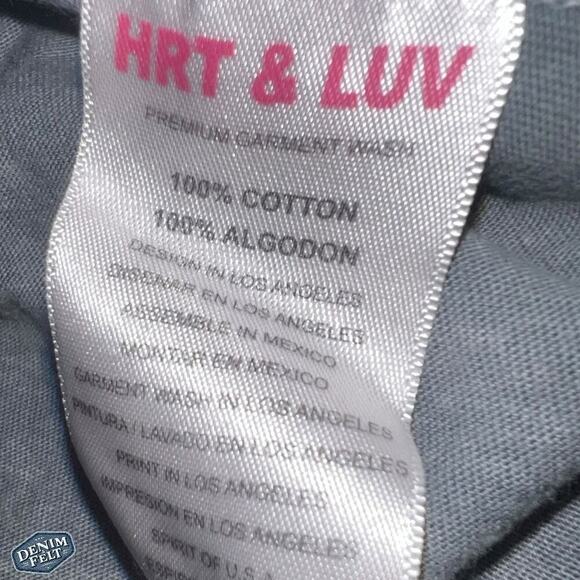 HRT & LUV
PREMIUM GARMENT WASH
100% COTTON
100% ALGODON
DESIGN IN LOS ANGELES
DISENAR EN LOS ANGELES
ASSEMBLE IN MEXICO
MONTAR EN MEXICO
GARMENT WASH IN LOS ANGELES
PINTURA / LAVADO EN LOS ANGELES
PRINT IN LOS ANGELES
IMPRESION EN LOS ANGELES
SPIRIT OF U.S.A
DENIM
FELT